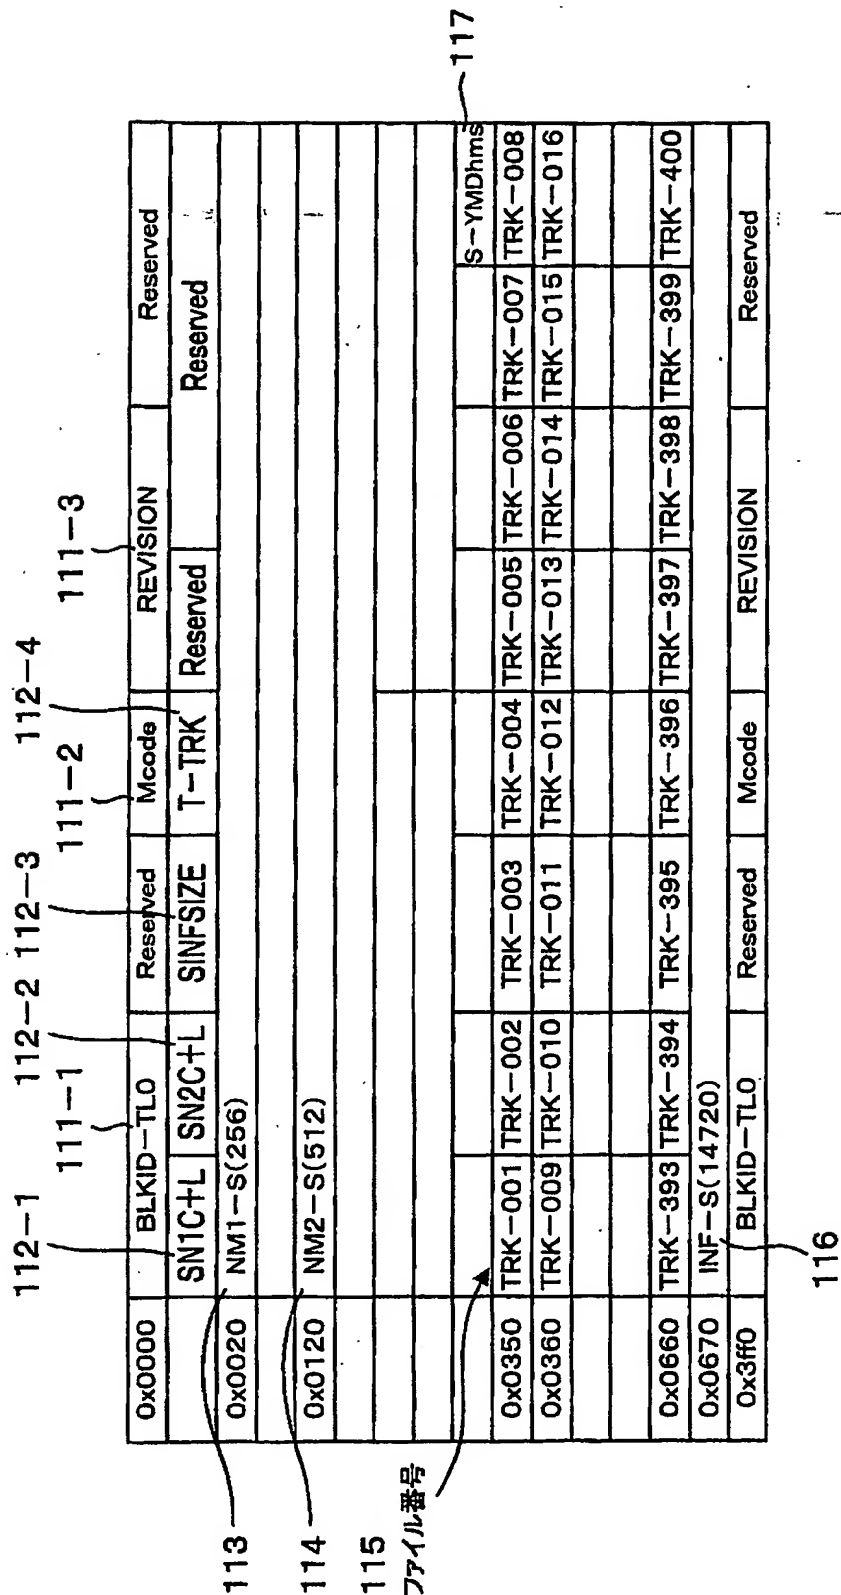 112-1 111-1 112-2 112-3 111-2 112-4 111-3
0x0000 BLKID-TL0 Reserved Mcode REVISION Reserved
SN1C+L SN2C+L SINFSIZE T-TRK Reserved Reserved
113 0x0020 NM1-S(256)
114 0x0120 NM2-S(512)
S-YMDhms 117
115
ファイル番号
0x0350 TRK-001 TRK-002 TRK-003 TRK-004 TRK-005 TRK-006 TRK-007 TRK-008
0x0360 TRK-009 TRK-010 TRK-011 TRK-012 TRK-013 TRK-014 TRK-015 TRK-016
0x0660 TRK-393 TRK-394 TRK-395 TRK-396 TRK-397 TRK-398 TRK-399 TRK-400
0x0670 INF-S(14720)
0x3ff0 BLKID-TL0 Reserved Mcode REVISION Reserved
116